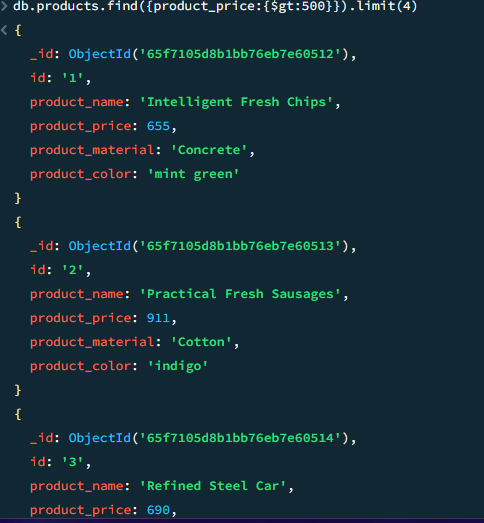 > db.products.find({product_price:{$gt:500}}).limit(4)
< {
_id: ObjectId('65f7105d8b1bb76eb7e60512'),
id: '1',
product_name: 'Intelligent Fresh Chips',
product_price: 655,
product_material: 'Concrete',
product_color: 'mint green'
}
{
_id: ObjectId('65f7105d8b1bb76eb7e60513'),
id: '2',
product_name: 'Practical Fresh Sausages',
product_price: 911,
product_material: 'Cotton',
product_color: 'indigo'
}
{
_id: ObjectId('65f7105d8b1bb76eb7e60514'),
id: '3',
product_name: 'Refined Steel Car',
product_price: 690,